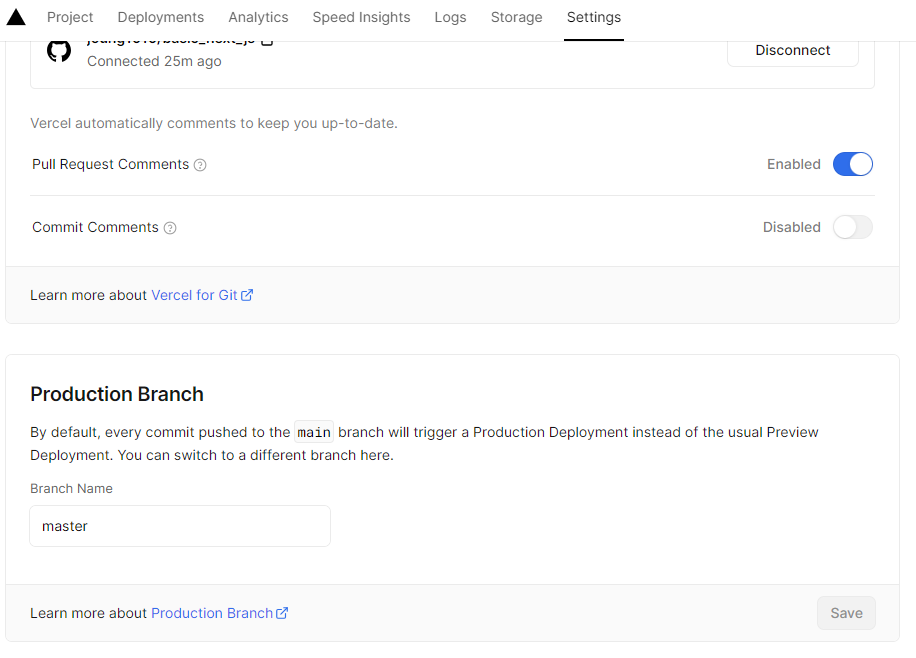 Project Deployments Analytics Speed Insights Logs Storage Settings
Connected 25m ago
Disconnect
Vercel automatically comments to keep you up-to-date.
Pull Request Comments
Enabled
Commit Comments
Disabled
Learn more about Vercel for Git
Production Branch
By default, every commit pushed to the main branch will trigger a Production Deployment instead of the usual Preview
Deployment. You can switch to a different branch here.
Branch Name
master
Learn more about Production Branch
Save